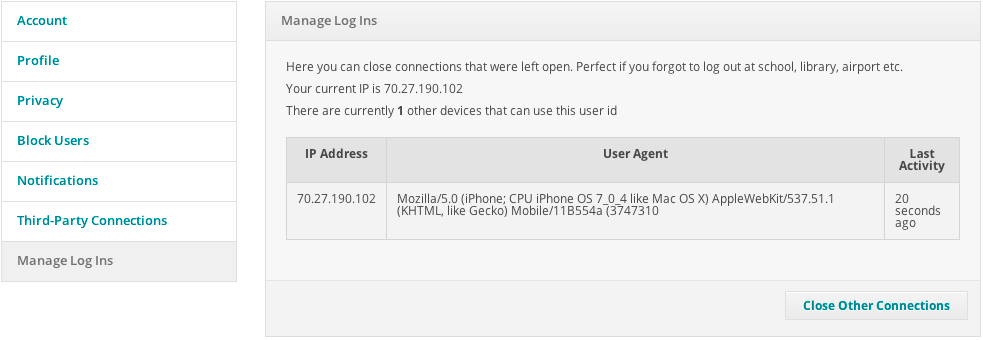 Account
Profile
Privacy
Block Users
Notifications
Third-Party Connections
Manage Log Ins
Manage Log Ins
Here you can close connections that were left open. Perfect if you forgot to log out at school, library, airport etc.
Your current IP is 70.27.190.102
There are currently 1 other devices that can use this user id
IP Address User Agent Last
Activity
70.27.190.102 Mozilla/5.0 (iPhone; CPU iPhone OS 7_0_4 like Mac OS X) AppleWebKit/537.51.1 20
(KHTML, like Gecko) Mobile/11B554a (3747310 seconds
ago
Close Other Connections